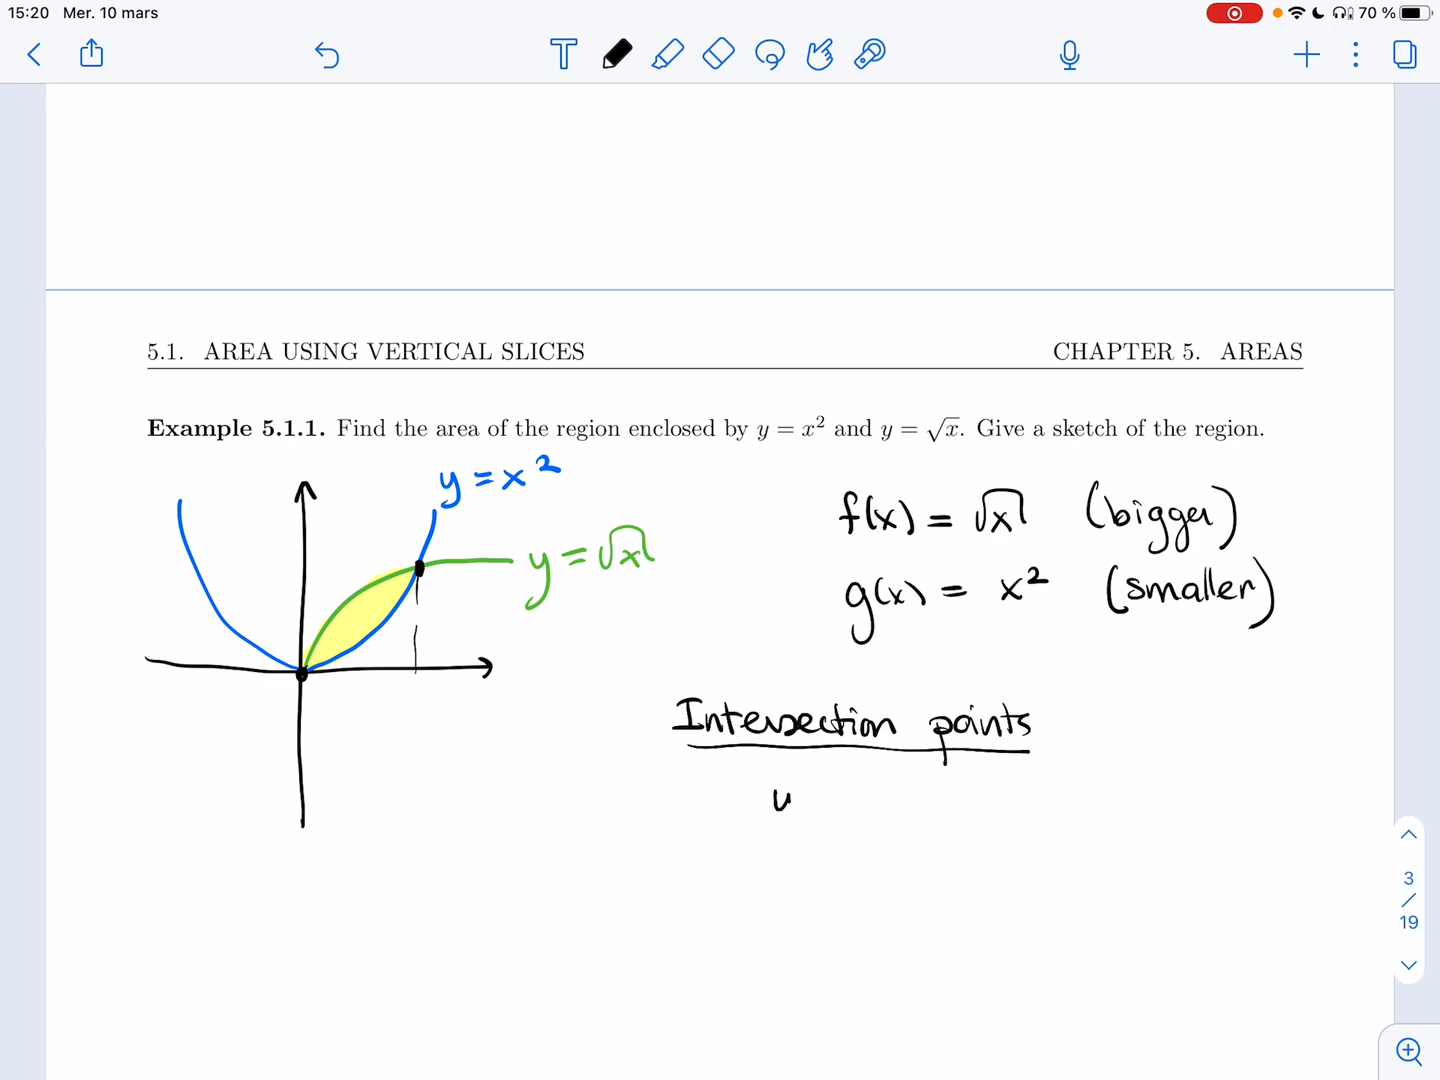 15:20 Mer. 10 mars
70 %
5.1. AREA USING VERTICAL SLICES CHAPTER 5. AREAS
Example 5.1.1. Find the area of the region enclosed by y = x² and y = √x. Give a sketch of the region.
y = x²
y = √x
f(x) = √x (bigger)
g(x) = x² (smaller)
Intersection points
3
/
19